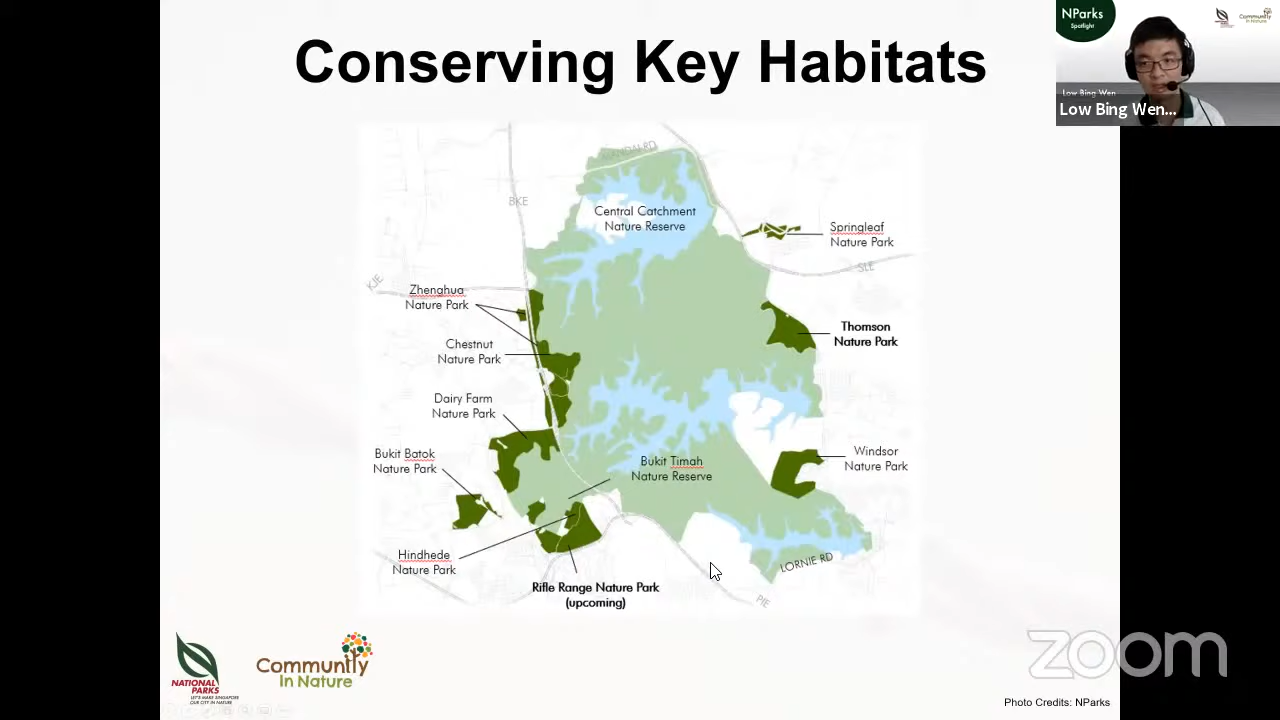 Conserving Key Habitats
NParks
Spotlight
Community
In Nature
Low Bing Wen
Low Bing Wen...
MANDAI RD
BKE
Central Catchment
Nature Reserve
Springleaf
Nature Park
SLE
KJE
Zhenghua
Nature Park
Thomson
Nature Park
Chestnut
Nature Park
Dairy Farm
Nature Park
Bukit Batok
Nature Park
Bukit Timah
Nature Reserve
Windsor
Nature Park
Hindhede
Nature Park
LORNIE RD
Rifle Range Nature Park
(upcoming)
PIE
NATIONAL
PARKS
LET'S MAKE SINGAPORE
OUR CITY IN NATURE
Community
In Nature
zoom
Photo Credits: NParks